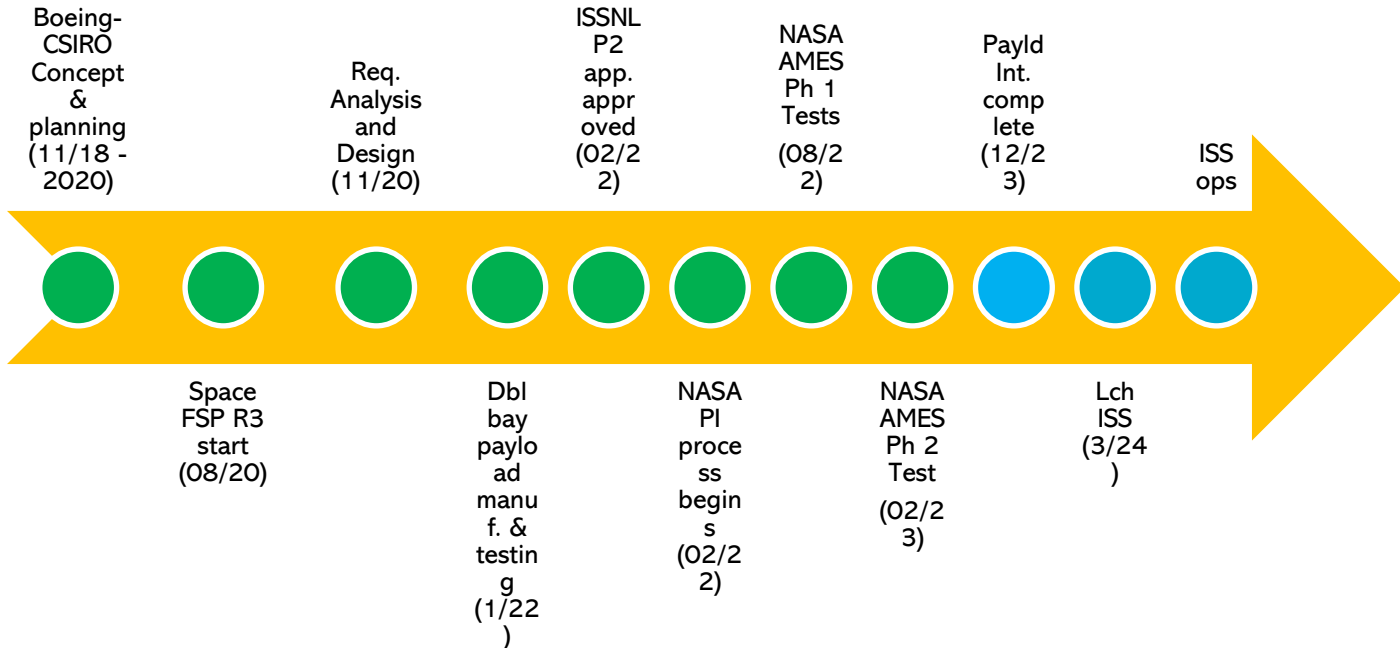 Boeing-
CSIRO
Concept
&
planning
(11/18 -
2020)
Space
FSP R3
start
(08/20)
Req.
Analysis
and
Design
(11/20)
Dbl
bay
paylo
ad
manu
f. &
testin
g
(1/22
)
ISSNL
P2
app.
appr
oved
(02/2
2)
NASA
PI
proce
ss
begin
s
(02/2
2)
NASA
AMES
Ph 1
Tests
(08/2
2)
NASA
AMES
Ph 2
Test
(02/2
3)
Payld
Int.
comp
lete
(12/2
3)
Lch
ISS
(3/24
)
ISS
ops